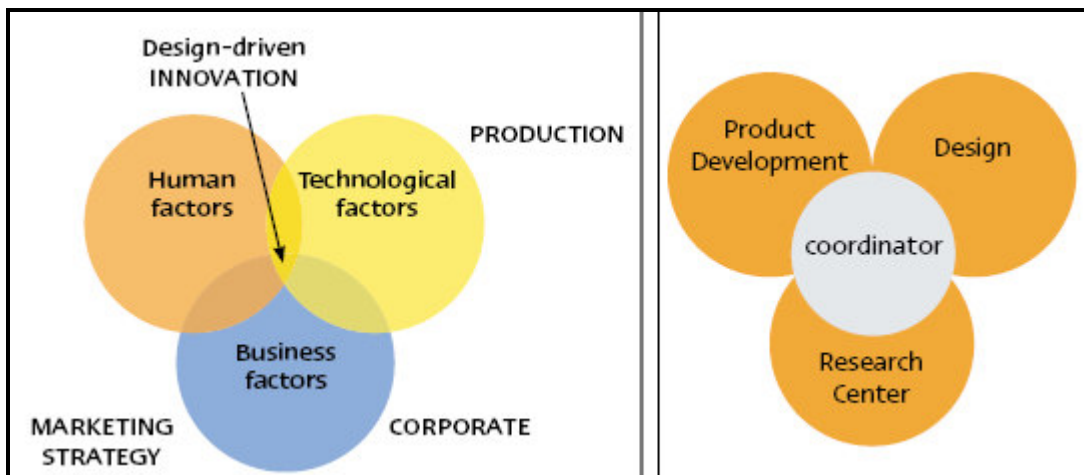 Design-driven
INNOVATION
PRODUCTION
Human
factors
Technological
factors
Business
factors
MARKETING
STRATEGY
CORPORATE
Product
Development
Design
coordinator
Research
Center